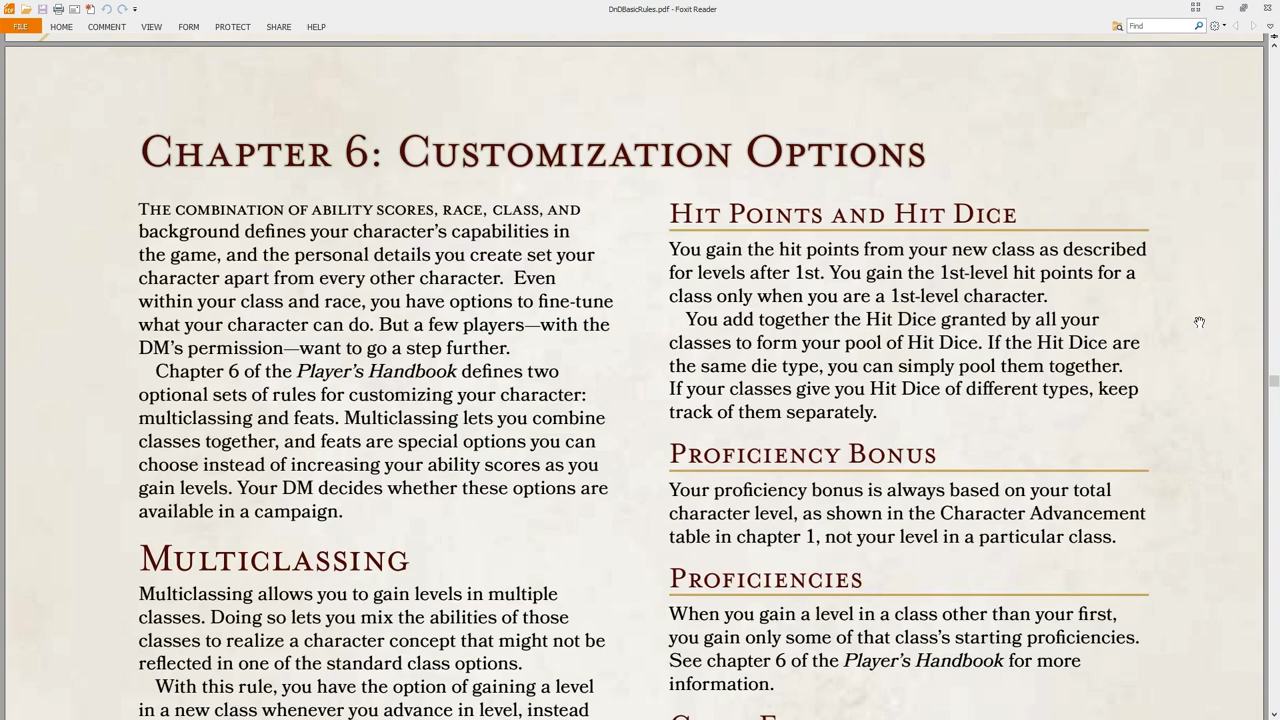 DnDBasicRules.pdf - Foxit Reader
FILE HOME COMMENT VIEW FORM PROTECT SHARE HELP
Find
Chapter 6: Customization Options
The combination of ability scores, race, class, and
background defines your character's capabilities in
the game, and the personal details you create set your
character apart from every other character.  Even
within your class and race, you have options to fine-tune
what your character can do. But a few players—with the
DM's permission—want to go a step further.
Chapter 6 of the Player's Handbook defines two
optional sets of rules for customizing your character:
multiclassing and feats. Multiclassing lets you combine
classes together, and feats are special options you can
choose instead of increasing your ability scores as you
gain levels. Your DM decides whether these options are
available in a campaign.
Multiclassing
Multiclassing allows you to gain levels in multiple
classes. Doing so lets you mix the abilities of those
classes to realize a character concept that might not be
reflected in one of the standard class options.
With this rule, you have the option of gaining a level
in a new class whenever you advance in level, instead
Hit Points and Hit Dice
You gain the hit points from your new class as described
for levels after 1st. You gain the 1st-level hit points for a
class only when you are a 1st-level character.
You add together the Hit Dice granted by all your
classes to form your pool of Hit Dice. If the Hit Dice are
the same die type, you can simply pool them together.
If your classes give you Hit Dice of different types, keep
track of them separately.
Proficiency Bonus
Your proficiency bonus is always based on your total
character level, as shown in the Character Advancement
table in chapter 1, not your level in a particular class.
Proficiencies
When you gain a level in a class other than your first,
you gain only some of that class's starting proficiencies.
See chapter 6 of the Player's Handbook for more
information.